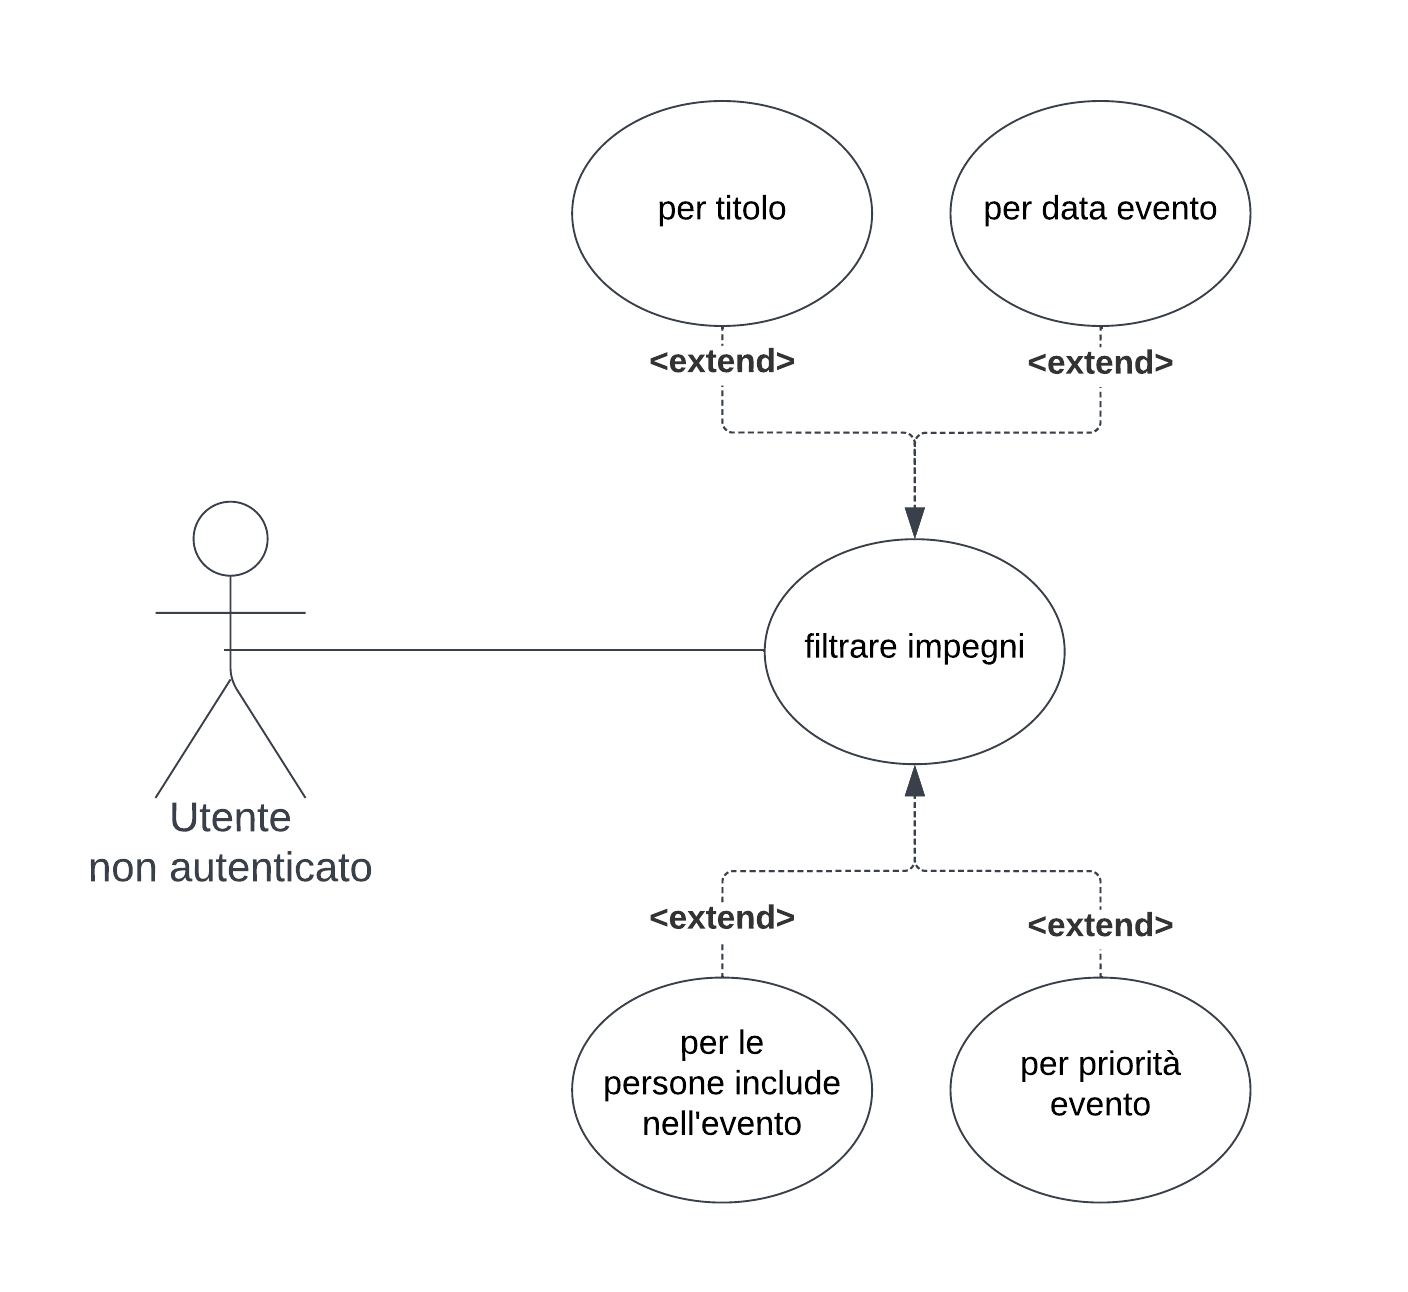 per titolo
per data evento
<extend>
<extend>
filtrare impegni
Utente
non autenticato
<extend>
<extend>
per le
persone include
nell'evento
per priorità
evento